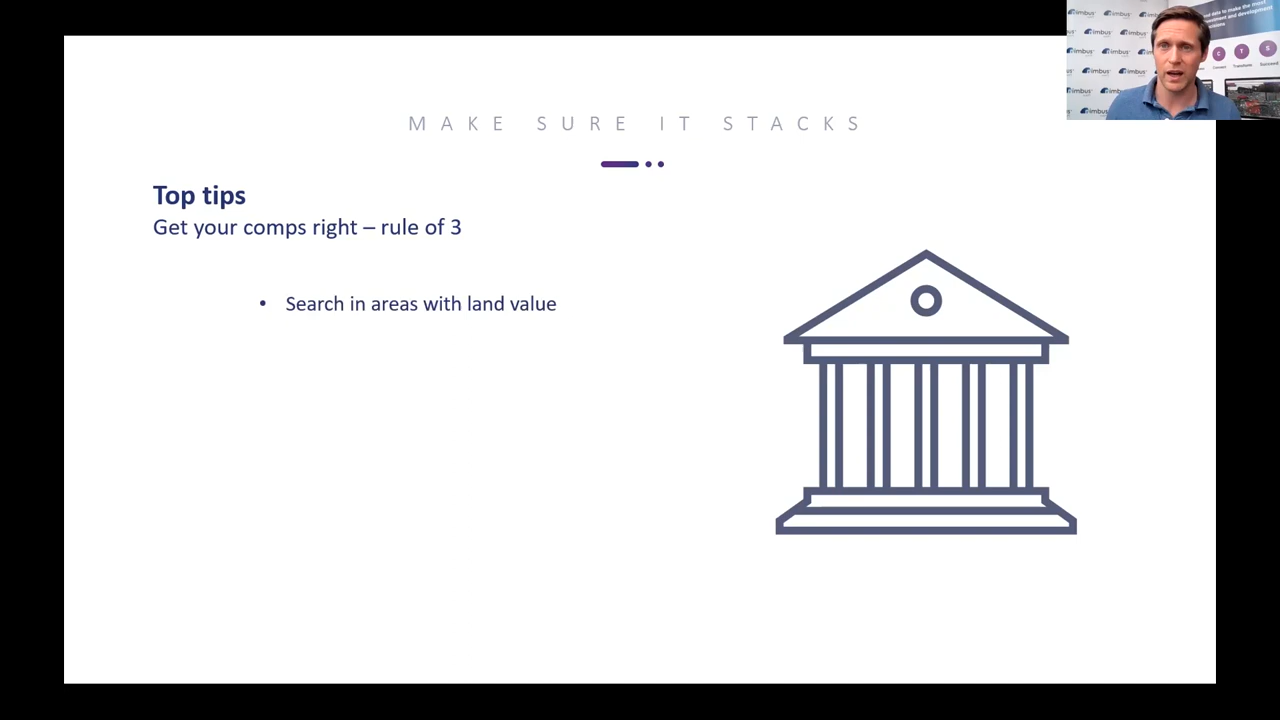 MAKE SURE IT STACKS
Top tips
Get your comps right – rule of 3
• Search in areas with land value